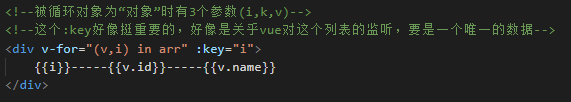 <!--被循环对象为“对象”时有3个参数(i,k,v)-->
<!--这个:key好像挺重要的，好像是关乎vue对这个列表的监听，要是一个唯一的数据-->
<div v-for="(v,i) in arr" :key="i">
{{i}}-----{{v.id}}-----{{v.name}}
</div>